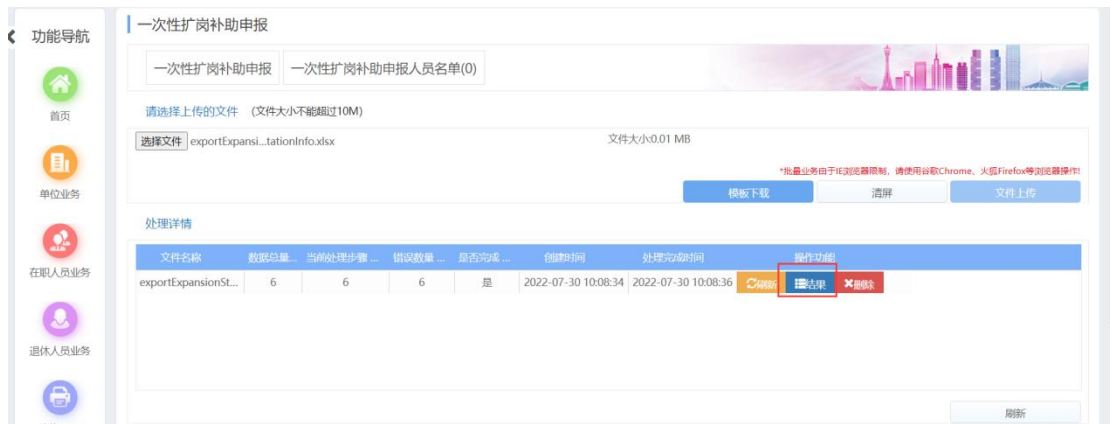 功能导航
首页
单位业务
在职人员业务
退休人员业务
一次性扩岗补助申报
一次性扩岗补助申报 一次性扩岗补助申报人员名单(0)
请选择上传的文件 (文件大小不能超过10M)
选择文件 exportExpansi...tationInfo.xlsx 文件大小:0.01 MB
*批量业务由于IE浏览器限制，请使用谷歌Chrome、火狐Firefox等浏览器操作!
模板下载 清屏 文件上传
处理详情
文件名称 数据总量... 当前处理步骤 ... 错误数量 ... 是否完成 ... 创建时间 处理完成时间 操作功能
exportExpansionSt... 6 6 6 是 2022-07-30 10:08:34 2022-07-30 10:08:36 刷新 结果 删除
刷新